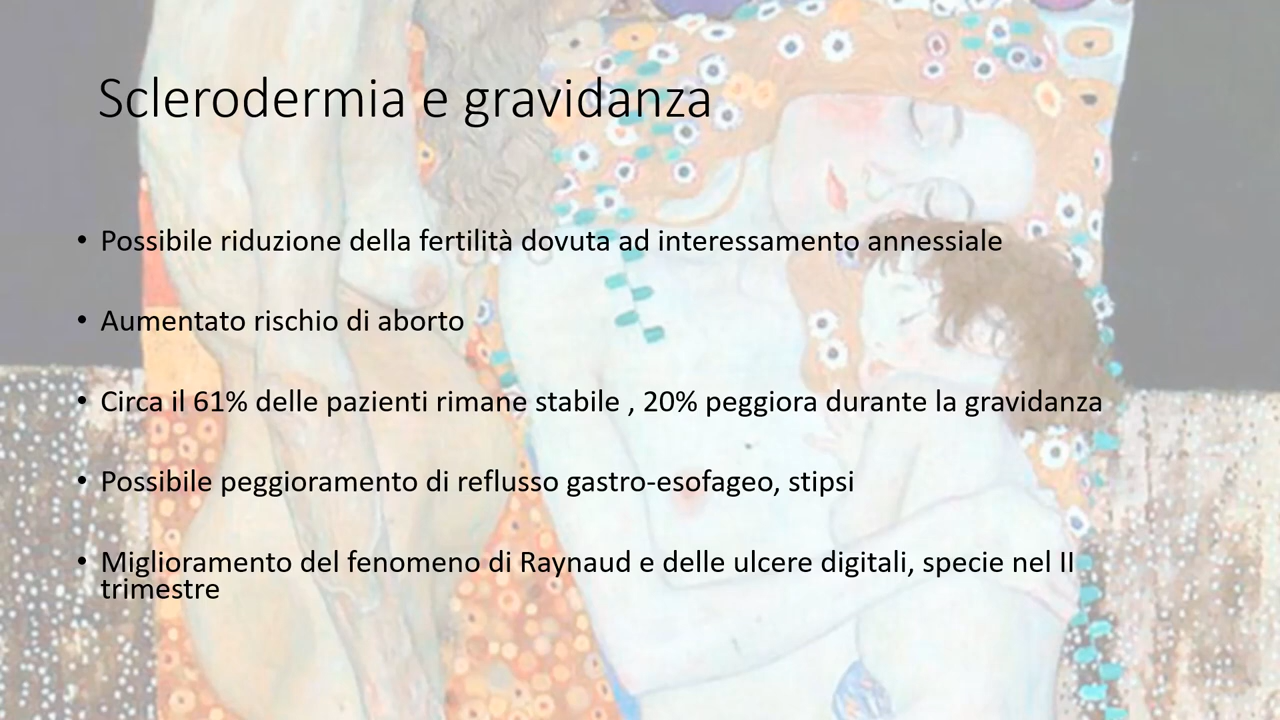 Sclerodermia e gravidanza
• Possibile riduzione della fertilità dovuta ad interessamento annessiale
• Aumentato rischio di aborto
• Circa il 61% delle pazienti rimane stabile , 20% peggiora durante la gravidanza
• Possibile peggioramento di reflusso gastro-esofageo, stipsi
• Miglioramento del fenomeno di Raynaud e delle ulcere digitali, specie nel II
trimestre